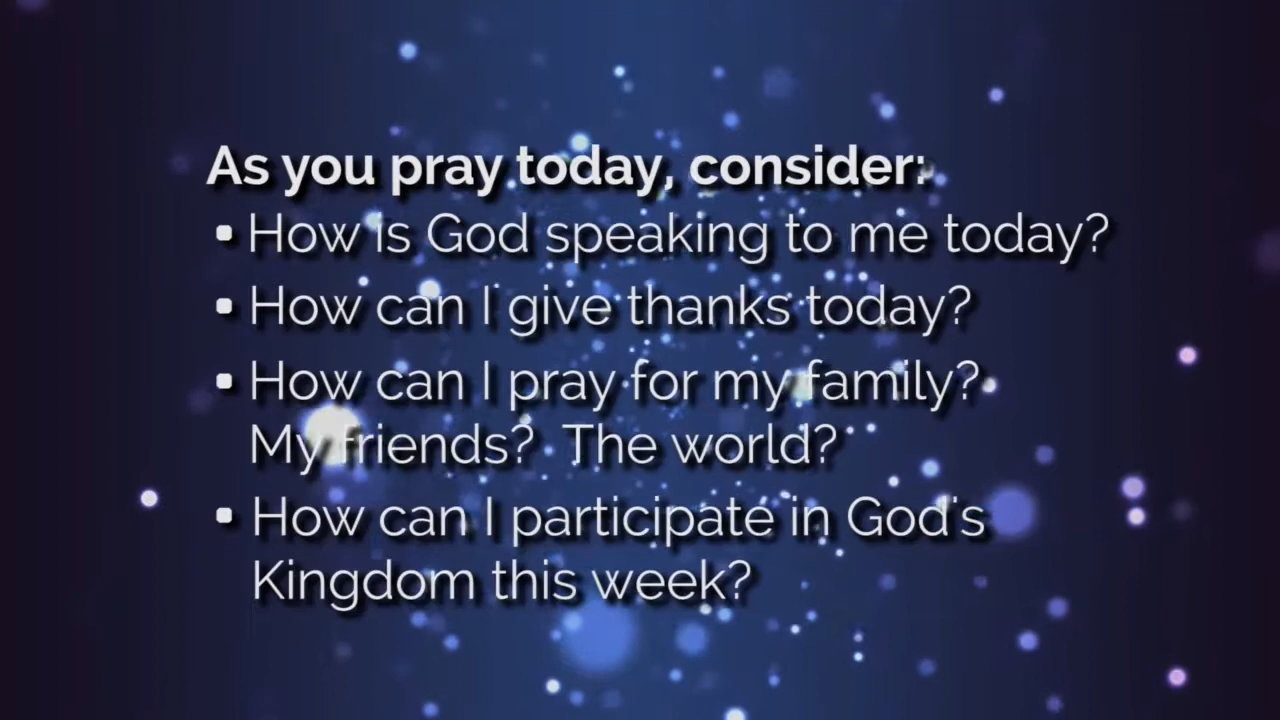 As you pray today, consider:
▪ How is God speaking to me today?
▪ How can I give thanks today?
▪ How can I pray for my family?
My friends?  The world?
▪ How can I participate in God's
Kingdom this week?